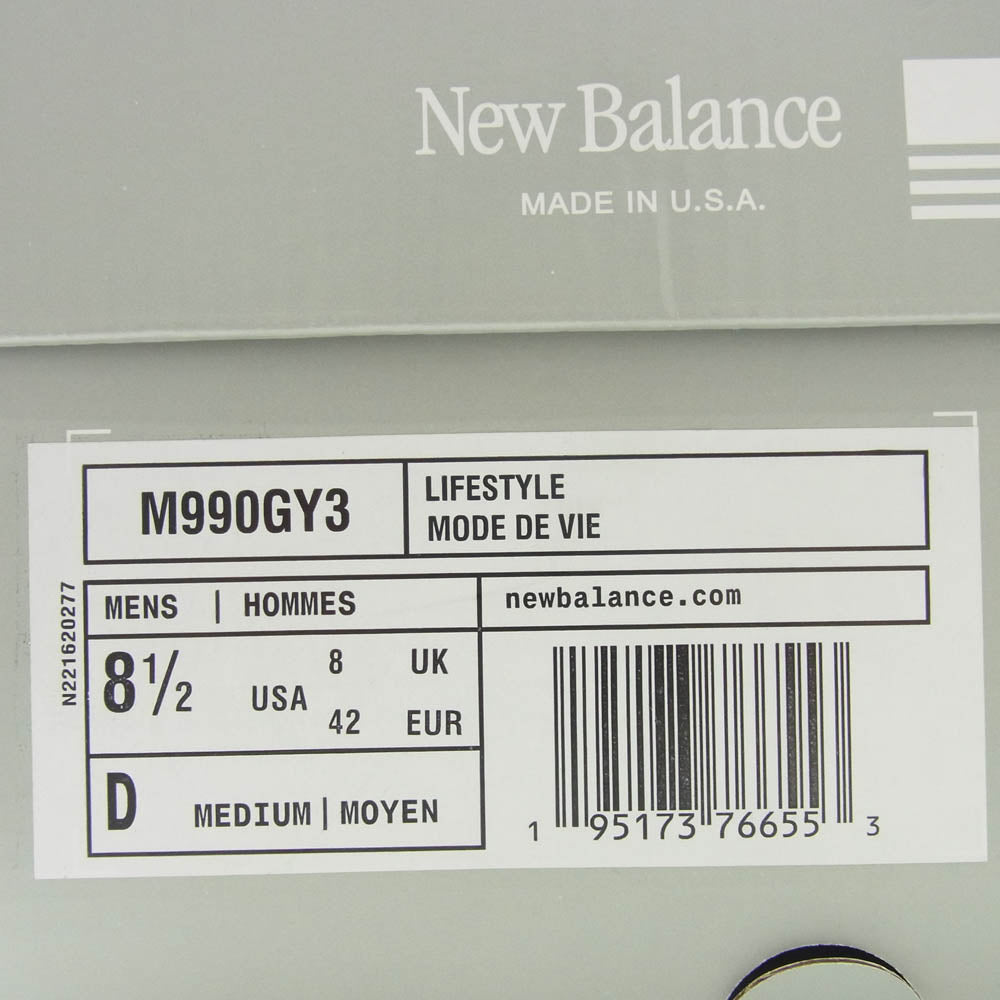 New Balance
MADE IN U.S.A.
M990GY3
LIFESTYLE
MODE DE VIE
N221620277
MENS | HOMMES
newbalance.com
8½ USA
8 UK
42 EUR
D MEDIUM | MOYEN
1 95173 76655 3